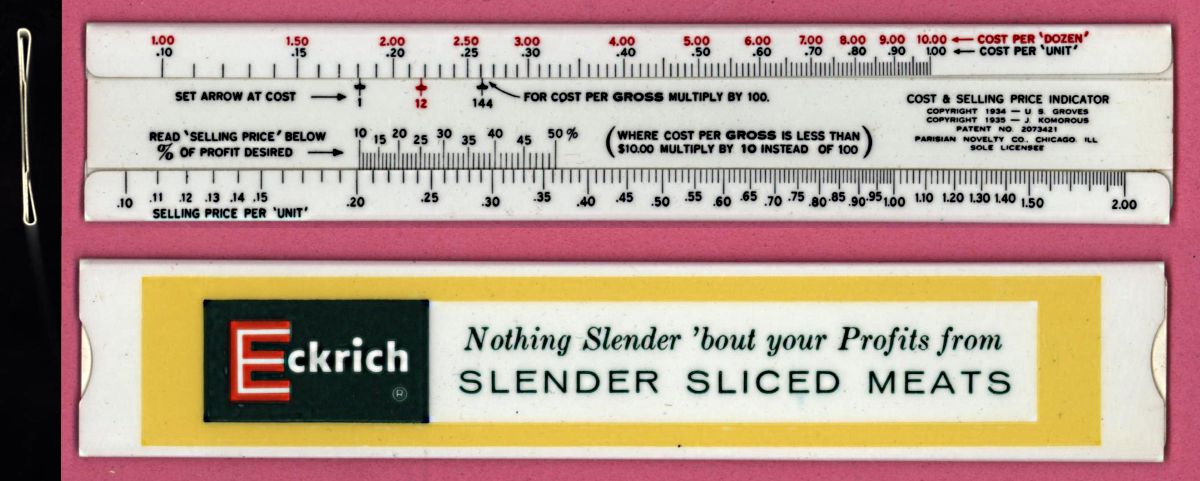 1.00 1.50 2.00 2.50 3.00 4.00 5.00 6.00 7.00 8.00 9.00 10.00 COST PER 'DOZEN'
.10 .15 .20 .25 .30 .40 .50 .60 .70 .80 .90 1.00 COST PER 'UNIT'
SET ARROW AT COST 1 12 144 FOR COST PER GROSS MULTIPLY BY 100.
READ 'SELLING PRICE' BELOW
% OF PROFIT DESIRED
10 15 20 25 30 35 40 45 50 %
(WHERE COST PER GROSS IS LESS THAN
$10.00 MULTIPLY BY 10 INSTEAD OF 100)
COST & SELLING PRICE INDICATOR
COPYRIGHT 1934 — U S. GROVES
COPYRIGHT 1935 — J. KOMOROUS
PATENT NO. 2073421
PARISIAN NOVELTY CO., CHICAGO, ILL
SOLE LICENSEE
.10 .11 .12 .13 .14 .15 .20 .25 .30 .35 .40 .45 .50 .55 .60 .65 .70 .75 .80 .85 .90 .95 1.00 1.10 1.20 1.30 1.40 1.50 2.00
SELLING PRICE PER 'UNIT'
Eckrich ®
Nothing Slender 'bout your Profits from
SLENDER SLICED MEATS